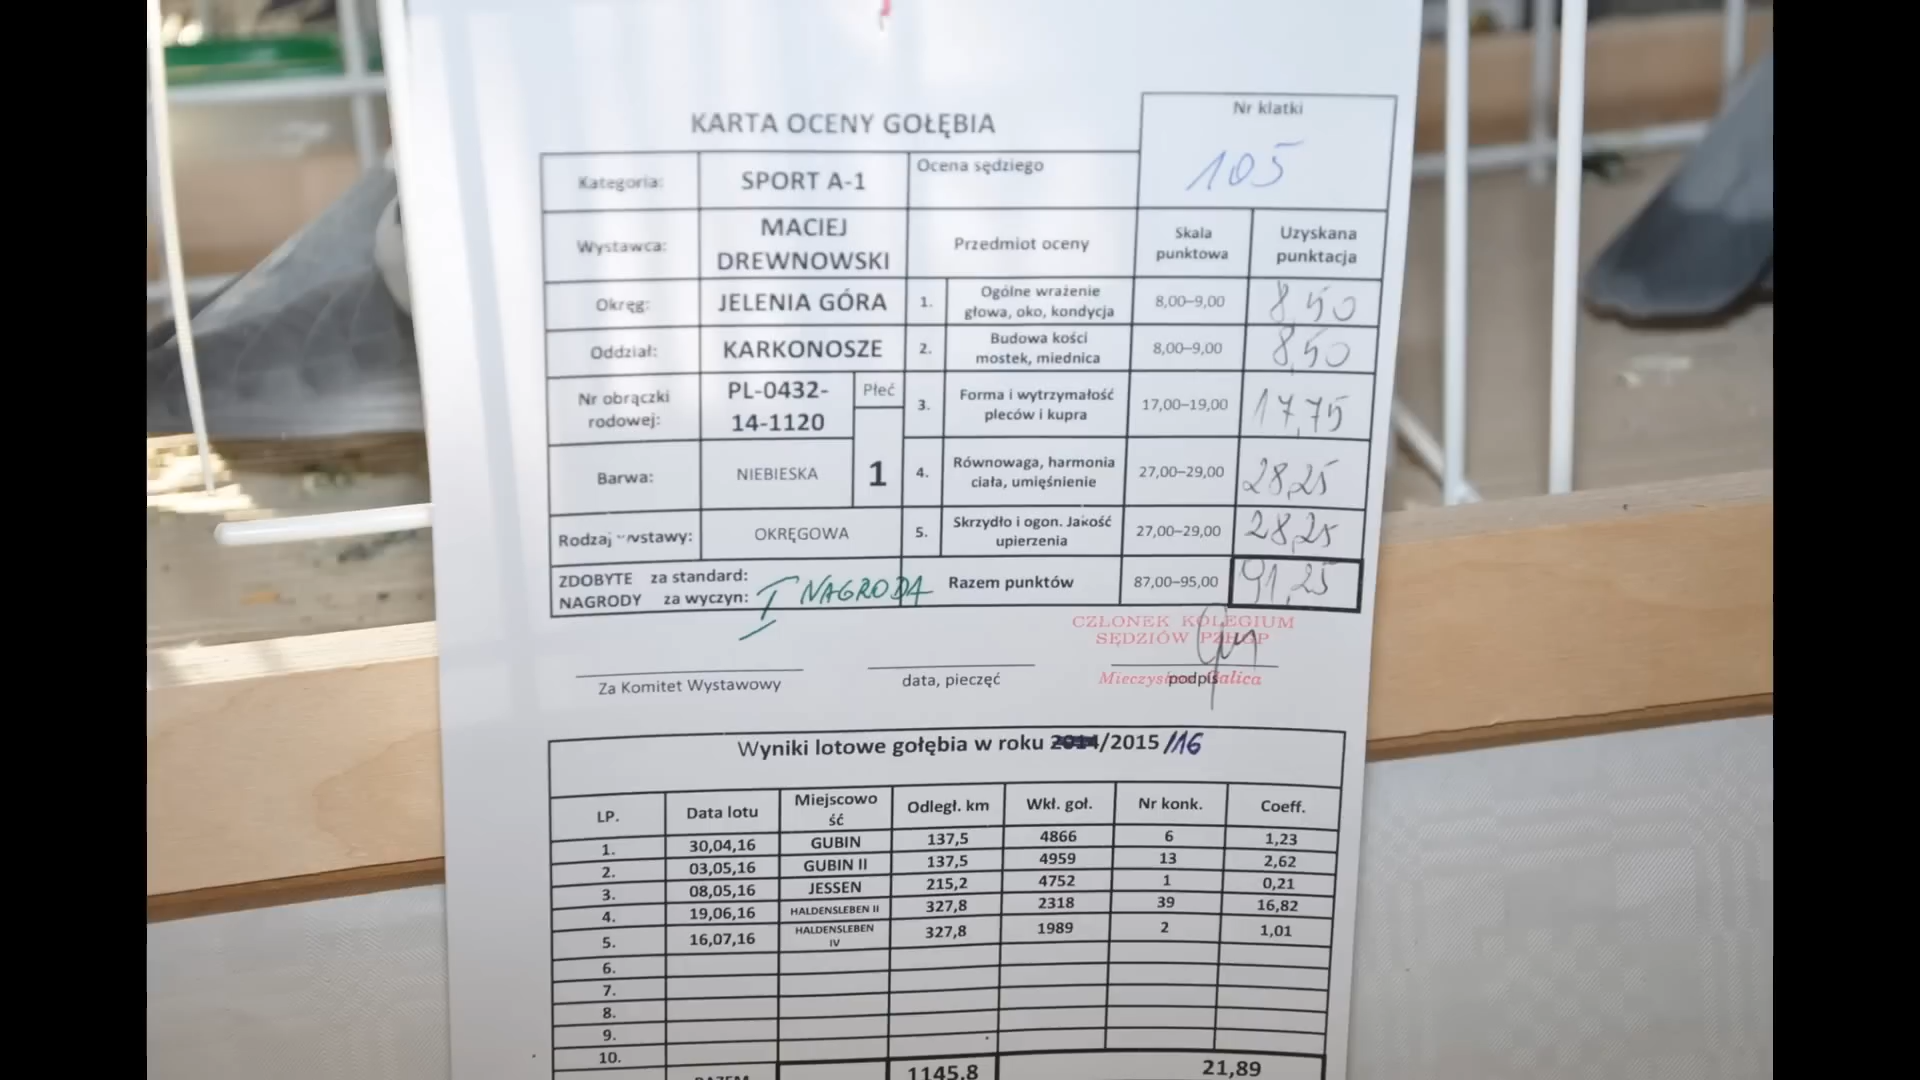 KARTA OCENY GOŁĘBIA
Nr klatki
105
Kategoria: SPORT A-1 Ocena sędziego
Wystawca: MACIEJ DREWNOWSKI Przedmiot oceny Skala punktowa Uzyskana punktacja
Okręg: JELENIA GÓRA 1. Ogólne wrażenie głowa, oko, kondycja 8,00–9,00 8,50
Oddział: KARKONOSZE 2. Budowa kości mostek, miednica 8,00–9,00 8,50
Nr obrączki rodowej: PL-0432-14-1120 Płeć 3. Forma i wytrzymałość pleców i kupra 17,00–19,00 17,75
Barwa: NIEBIESKA 1 4. Równowaga, harmonia ciała, umięśnienie 27,00–29,00 28,25
Rodzaj wystawy: OKRĘGOWA 5. Skrzydło i ogon. Jakość upierzenia 27,00–29,00 28,25
ZDOBYTE za standard:
NAGRODY za wyczyn: I NAGRODA Razem punktów 87,00–95,00 91,25
CZŁONEK KOLEGIUM
SĘDZIÓW PZHGP
Za Komitet Wystawowy data, pieczęć podpis
Wyniki lotowe gołębia w roku 2014/2015/16
LP. Data lotu Miejscowość Odległ. km Wkł. goł. Nr konk. Coeff.
1. 30,04,16 GUBIN 137,5 4866 6 1,23
2. 03,05,16 GUBIN II 137,5 4959 13 2,62
3. 08,05,16 JESSEN 215,2 4752 1 0,21
4. 19,06,16 HALDENSLEBEN II 327,8 2318 39 16,82
5. 16,07,16 HALDENSLEBEN IV 327,8 1989 2 1,01
6.
7.
8.
9.
10.
1145,8 21,89